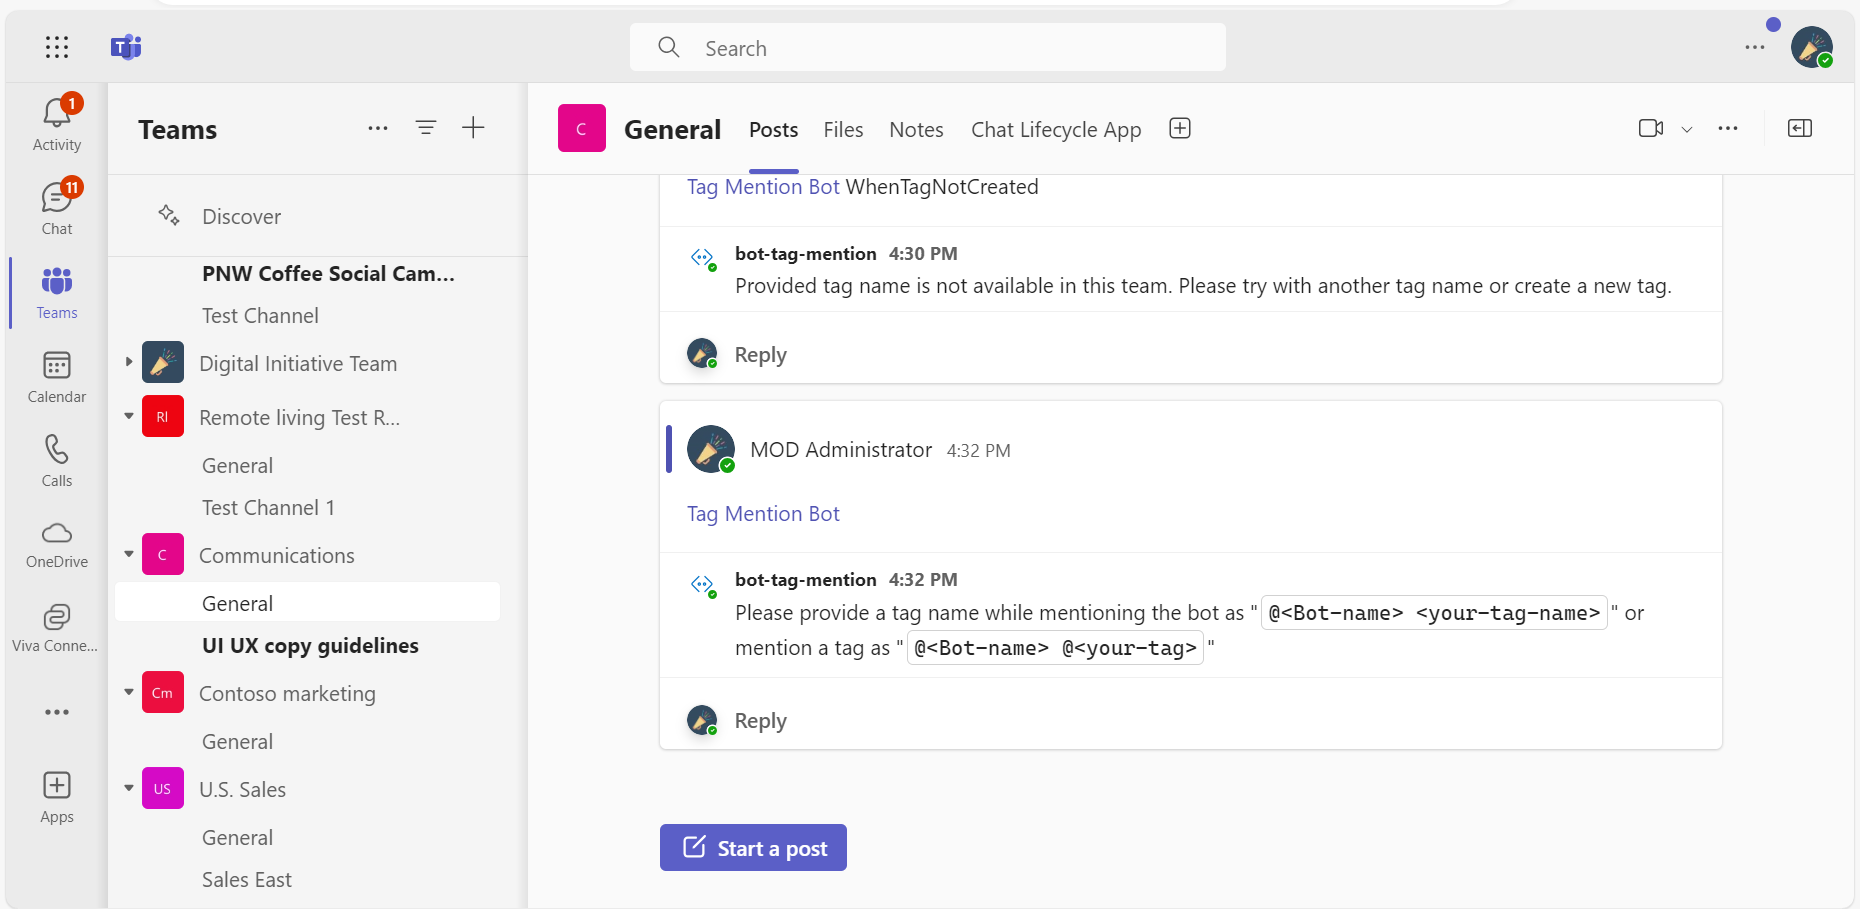 T
Search
1
Activity
11
Chat
Teams
Calendar
Calls
OneDrive
Viva Conne...
Apps
Teams
Discover
PNW Coffee Social Cam...
Test Channel
Digital Initiative Team
Rl Remote living Test R...
General
Test Channel 1
C Communications
General
UI UX copy guidelines
Cm Contoso marketing
General
US U.S. Sales
General
Sales East
C General Posts Files Notes Chat Lifecycle App
Tag Mention Bot WhenTagNotCreated
bot-tag-mention 4:30 PM
Provided tag name is not available in this team. Please try with another tag name or create a new tag.
Reply
MOD Administrator 4:32 PM
Tag Mention Bot
bot-tag-mention 4:32 PM
Please provide a tag name while mentioning the bot as " @<Bot-name> <your-tag-name> " or
mention a tag as " @<Bot-name> @<your-tag> "
Reply
Start a post